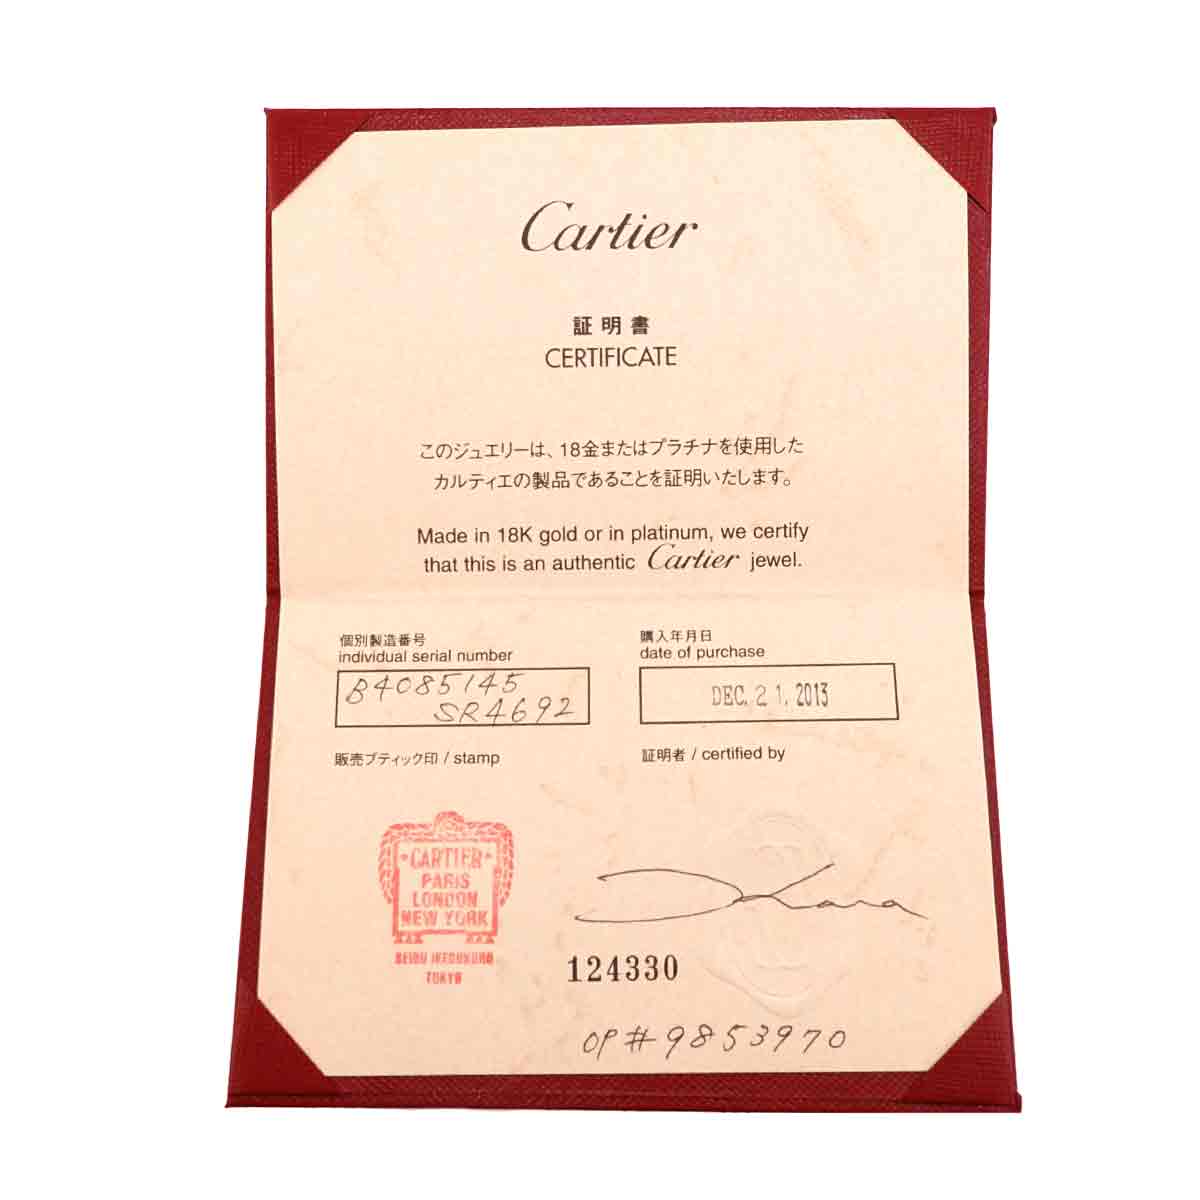 Cartier
証明書
CERTIFICATE
このジュエリーは、18金またはプラチナを使用した
カルティエの製品であることを証明いたします。
Made in 18K gold or in platinum, we certify
that this is an authentic Cartier jewel.
個別製造番号
individual serial number
B4085145
SR4692
購入年月日
date of purchase
DEC. 21. 2013
販売ブティック印 / stamp
証明者 / certified by
CARTIER
PARIS
LONDON
NEW YORK
SEIBU IKEBUKURO
TOKYO
124330
OP#9853970